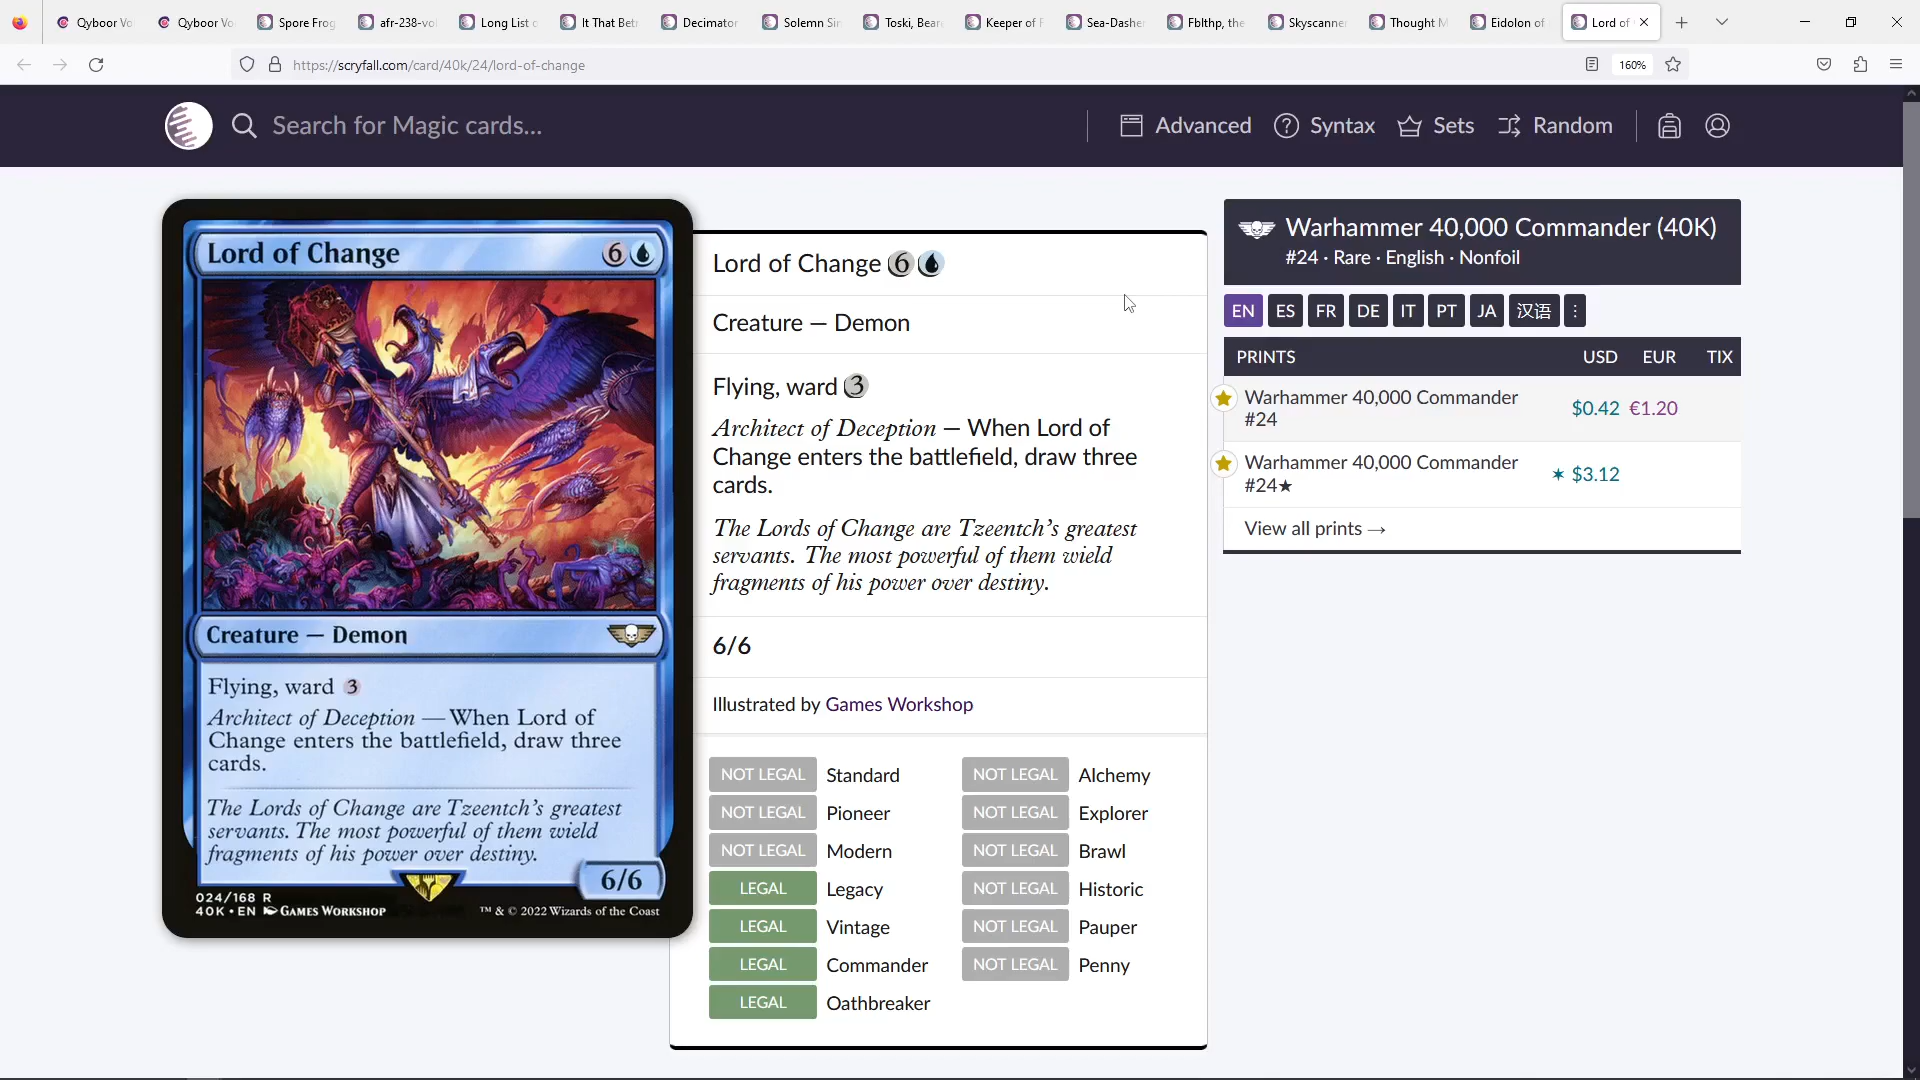 Qyboor Vo
Qyboor Vo
Spore Frog
afr-238-vol
Long List o
It That Bet
Decimator
Solemn Sim
Toski, Bear
Keeper of F
Sea-Dasher
Fblthp, the
Skyscanner
Thought M
Eidolon of
Lord of
https://scryfall.com/card/40k/24/lord-of-change
160%
Search for Magic cards...
Advanced
Syntax
Sets
Random
Lord of Change 6
Creature — Demon
Flying, ward 3
Architect of Deception — When Lord of
Change enters the battlefield, draw three
cards.
The Lords of Change are Tzeentch's greatest
servants. The most powerful of them wield
fragments of his power over destiny.
6/6
024/168 R
40K • EN GAMES WORKSHOP
™ & © 2022 Wizards of the Coast
Lord of Change 6
Creature — Demon
Flying, ward 3
Architect of Deception — When Lord of
Change enters the battlefield, draw three
cards.
The Lords of Change are Tzeentch's greatest
servants. The most powerful of them wield
fragments of his power over destiny.
6/6
Illustrated by Games Workshop
NOT LEGAL Standard
NOT LEGAL Alchemy
NOT LEGAL Pioneer
NOT LEGAL Explorer
NOT LEGAL Modern
NOT LEGAL Brawl
LEGAL Legacy
NOT LEGAL Historic
LEGAL Vintage
NOT LEGAL Pauper
LEGAL Commander
NOT LEGAL Penny
LEGAL Oathbreaker
Warhammer 40,000 Commander (40K)
#24 · Rare · English · Nonfoil
EN ES FR DE IT PT JA 汉语 ⋮
PRINTS USD EUR TIX
Warhammer 40,000 Commander
#24
$0.42 €1.20
Warhammer 40,000 Commander
#24★
✶ $3.12
View all prints →